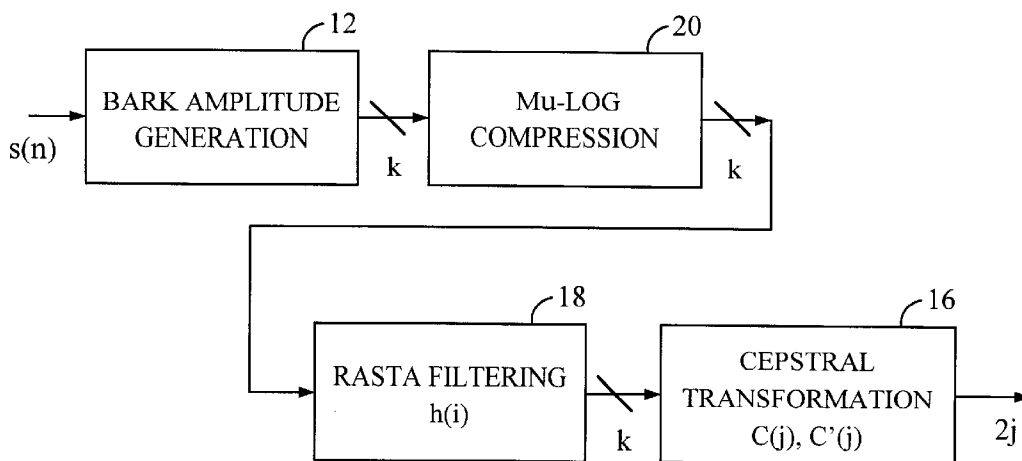 12
BARK AMPLITUDE
GENERATION
s(n)
k
20
Mu-LOG
COMPRESSION
k
18
RASTA FILTERING
h(i)
k
16
CEPSTRAL
TRANSFORMATION
C(j), C'(j)
2j